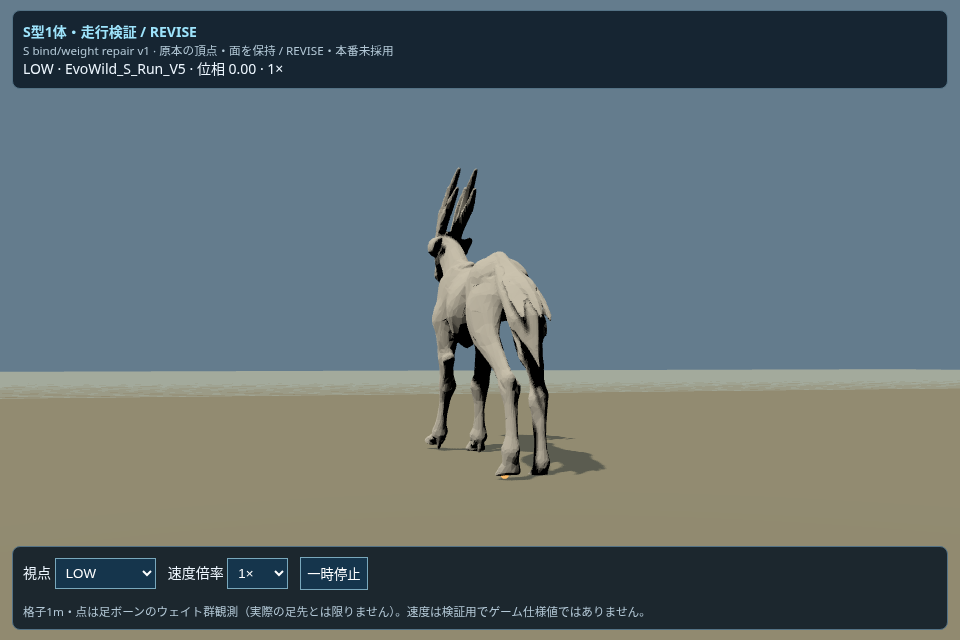 S型1体・走行検証 / REVISE
S bind/weight repair v1 · 原本の頂点・面を保持 / REVISE・本番未採用
LOW · EvoWild_S_Run_V5 · 位相 0.00 · 1×
視点 LOW 速度倍率 1× 一時停止
格子1m・点は足ボーンのウェイト群観測（実際の足先とは限りません）。速度は検証用でゲーム仕様値ではありません。